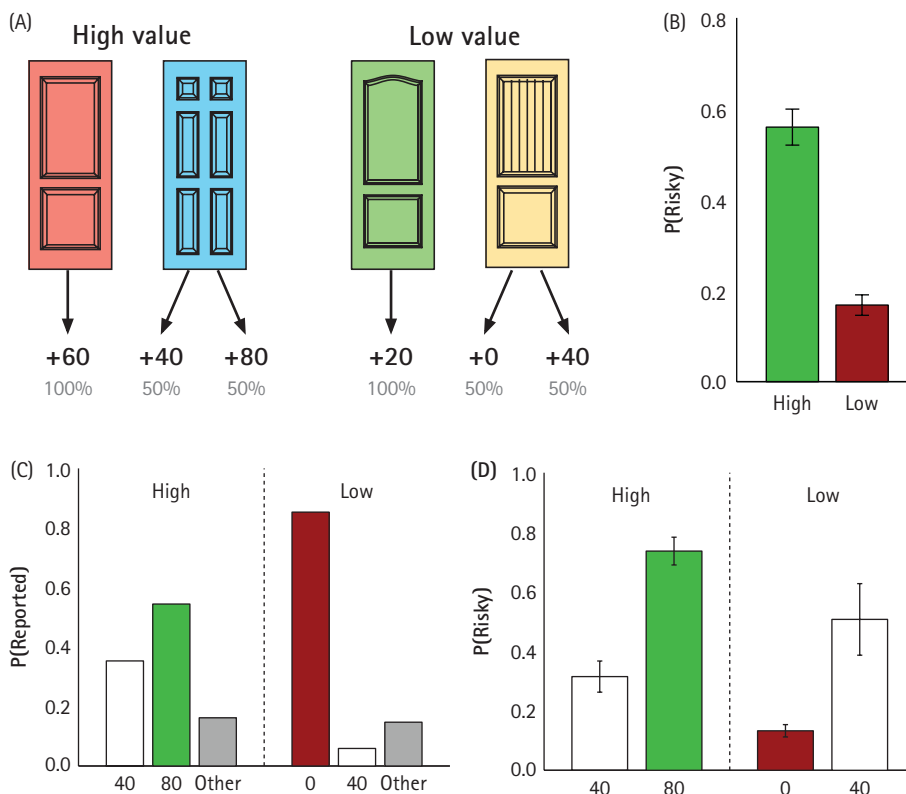 (A)
High value
Low value
+60
+40
+80
+20
+0
+40
100%
50%
50%
100%
50%
50%
(B)
0.8
0.6
0.4
0.2
0.0
P(Risky)
High
Low
(C)
1.0
0.8
0.6
0.4
0.2
0.0
P(Reported)
High
Low
40
80
Other
0
40
Other
(D)
1.0
0.8
0.6
0.4
0.2
0.0
P(Risky)
High
Low
40
80
0
40